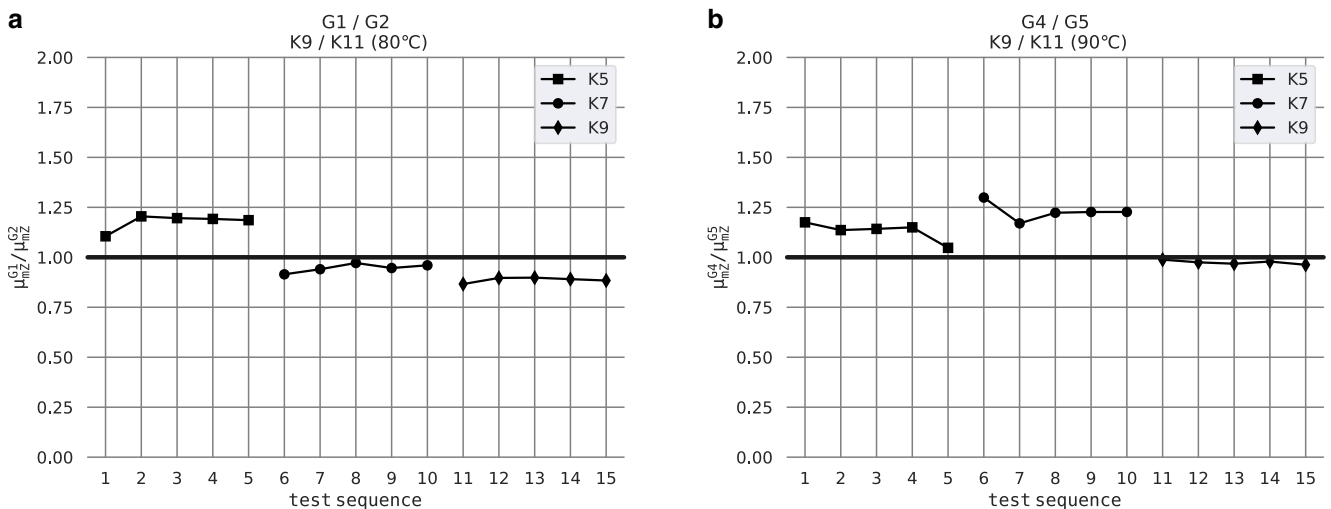 a
G1 / G2
K9 / K11 (80℃)
2.00
1.75
1.50
1.25
1.00
0.75
0.50
0.25
0.00
μ_mZ^G1/μ_mZ^G2
K5
K7
K9
1 2 3 4 5 6 7 8 9 10 11 12 13 14 15
test sequence
b
G4 / G5
K9 / K11 (90℃)
2.00
1.75
1.50
1.25
1.00
0.75
0.50
0.25
0.00
μ_mZ^G4/μ_mZ^G5
K5
K7
K9
1 2 3 4 5 6 7 8 9 10 11 12 13 14 15
test sequence